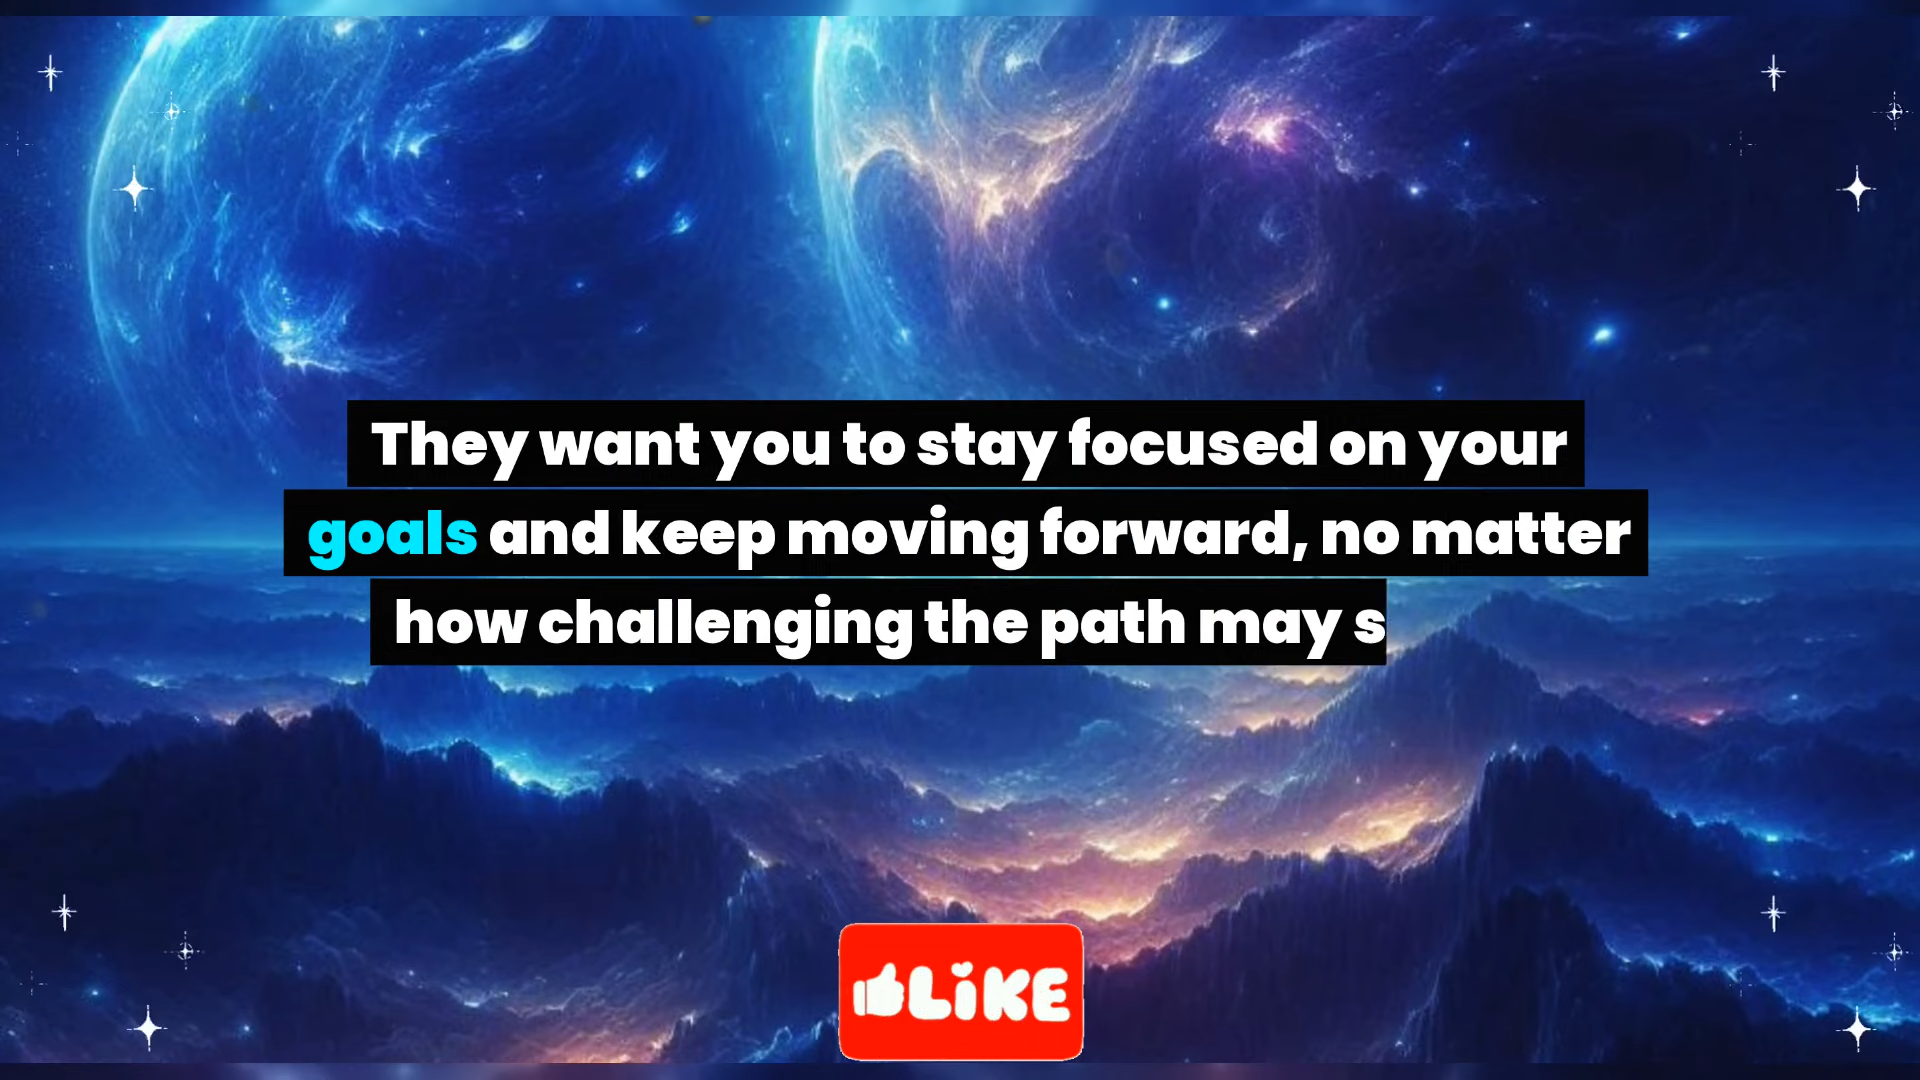 They want you to stay focused on your
goals and keep moving forward, no matter
how challenging the path may s
LiKE